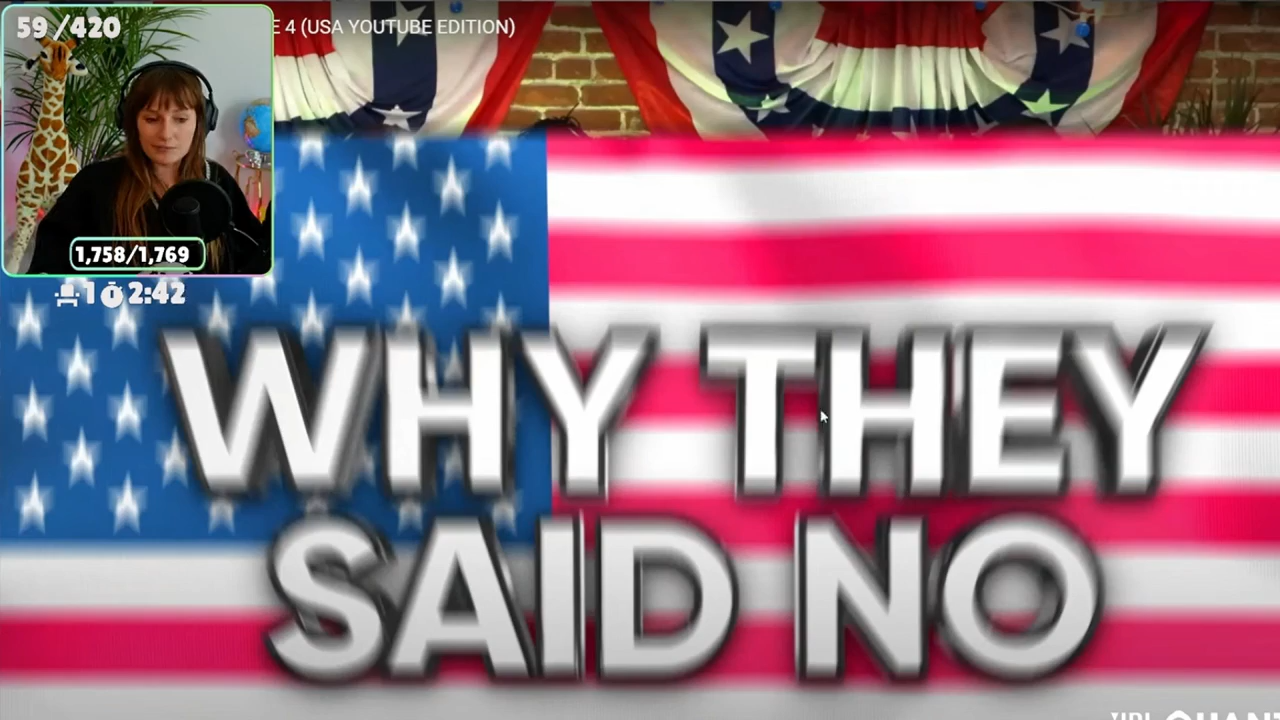 59 /420
E 4 (USA YOUTUBE EDITION)
1,758/1,769
1 2:42
WHY THEY
SAID NO